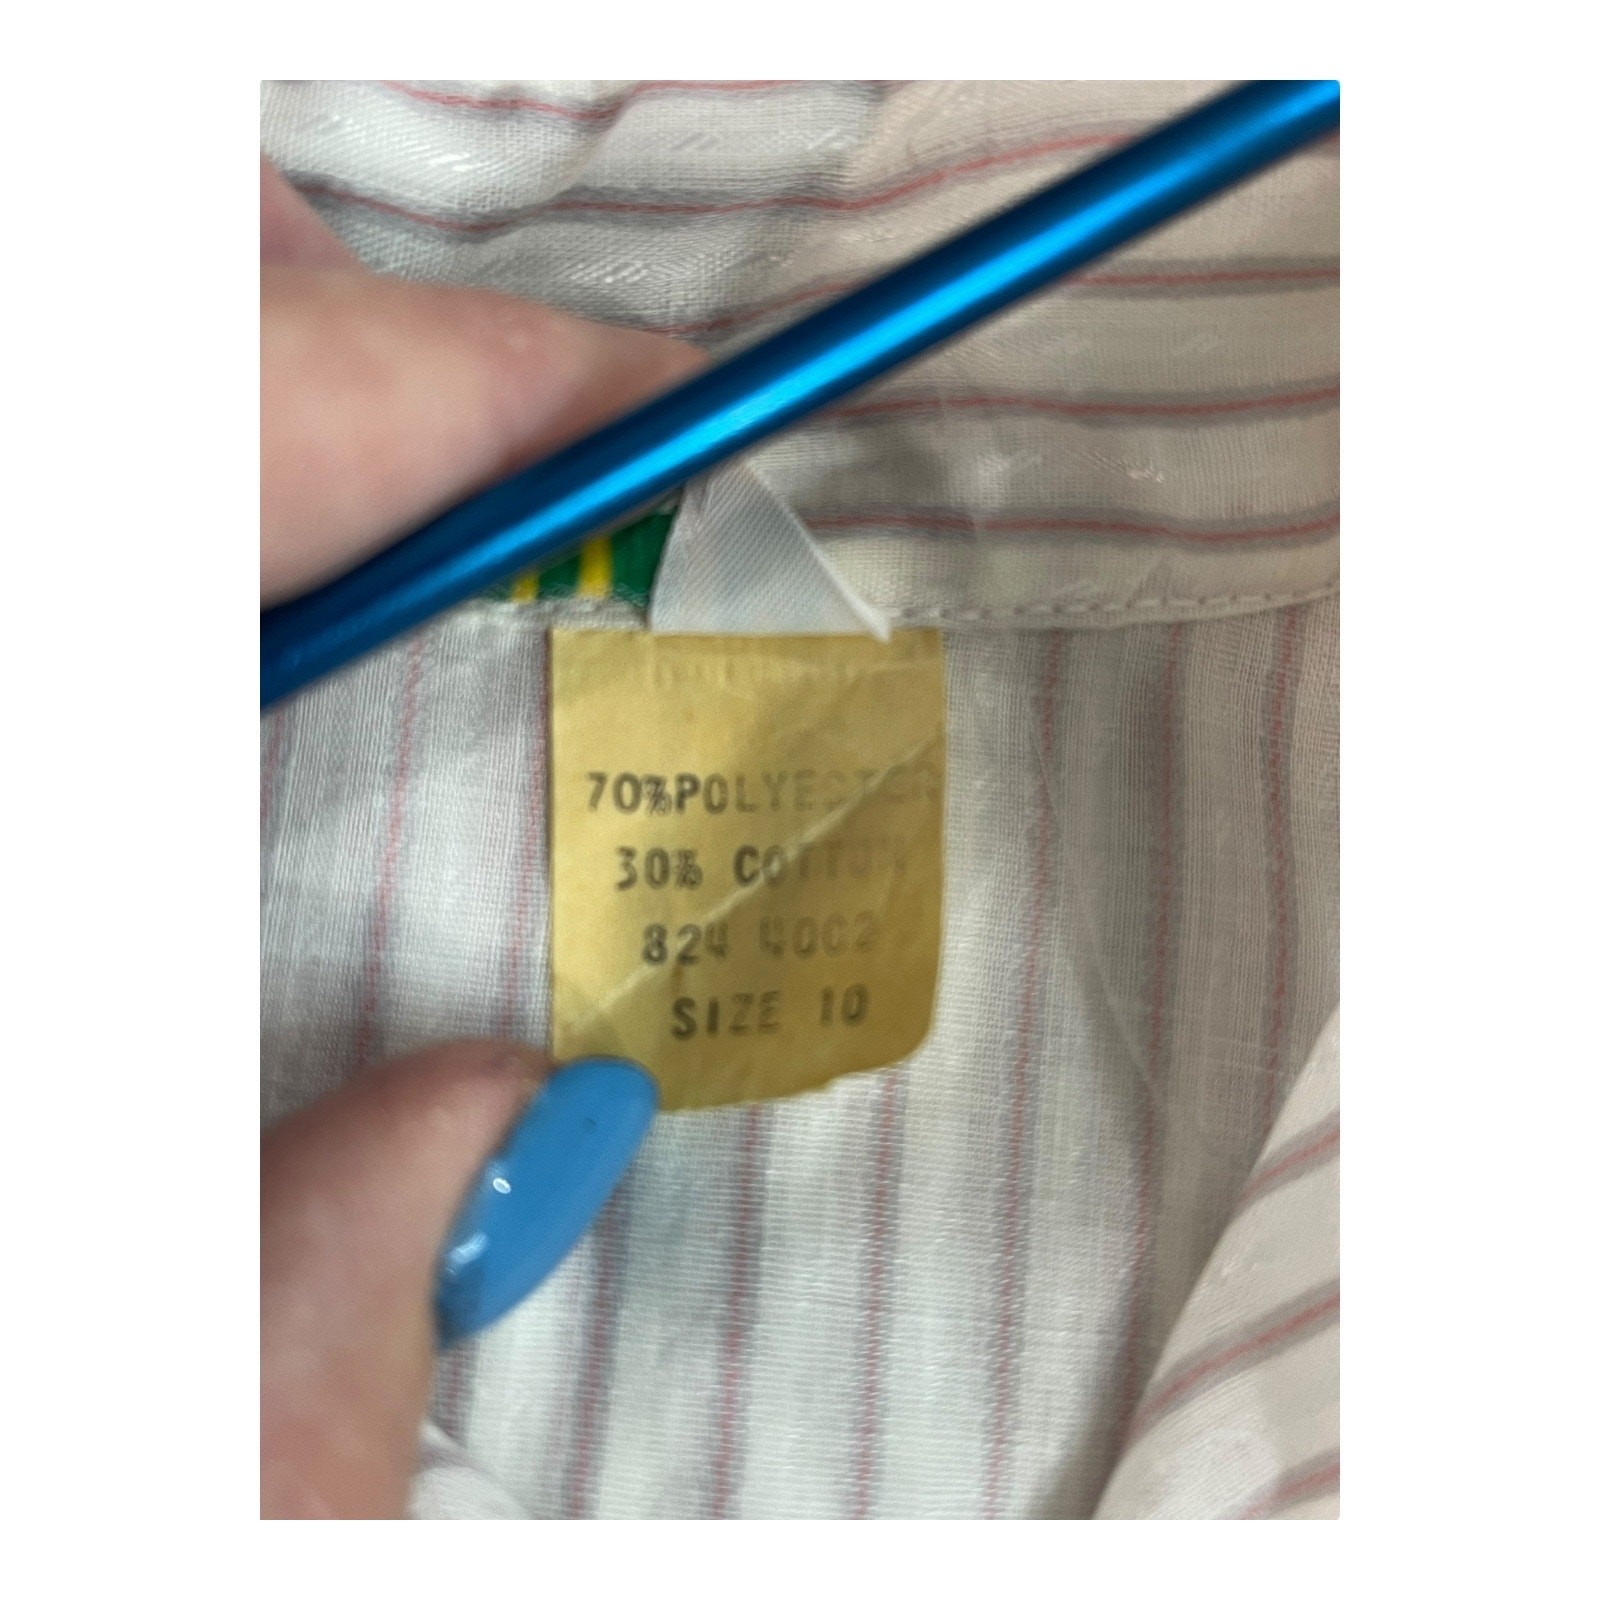 70%POLYESTER
30% COTTON
824 4002
SIZE 10